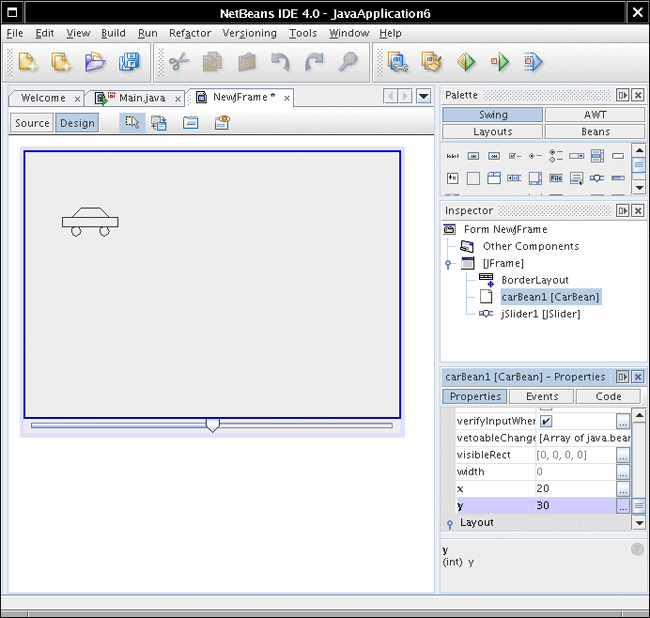 NetBeans IDE 4.0 - JavaApplication6
File Edit View Build Run Refactor Versioning Tools Window Help
Welcome Main.java NewJFrame *
Source Design
Palette
Swing AWT
Layouts Beans
Inspector
Form NewJFrame
Other Components
[JFrame]
BorderLayout
carBean1 [CarBean]
jSlider1 [JSlider]
carBean1 [CarBean] - Properties
Properties Events Code
verifyInputWher
vetoableChange [Array of java.bear
visibleRect [0, 0, 0, 0]
width 0
x 20
y 30
Layout
y
(int) y